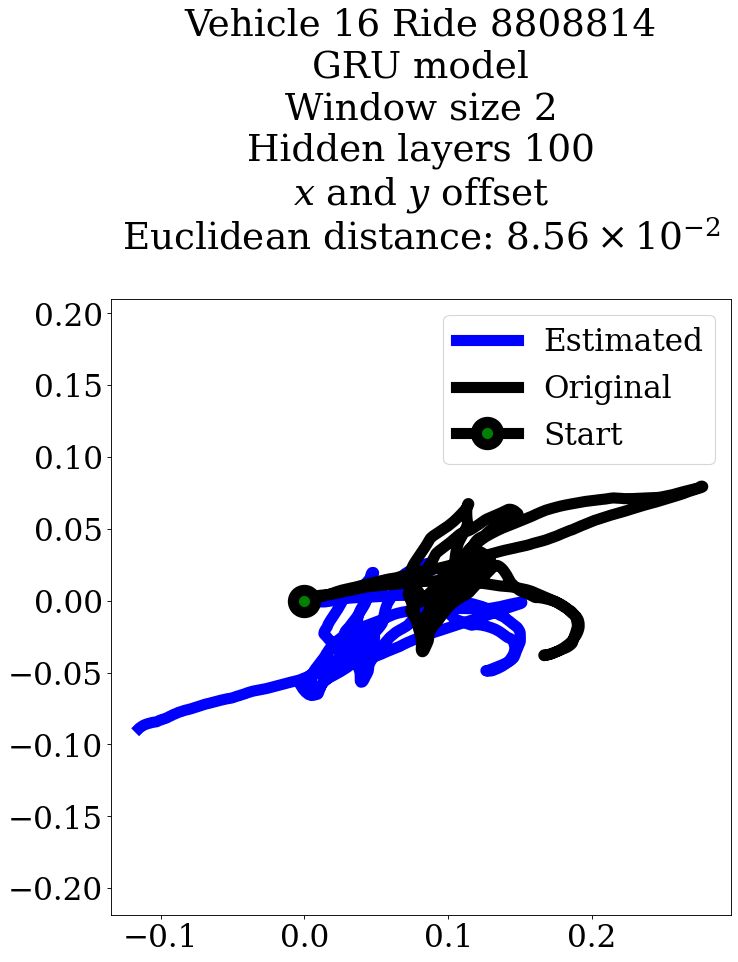 Vehicle 16 Ride 8808814
GRU model
Window size 2
Hidden layers 100
x and y offset
Euclidean distance: 8.56 × 10⁻²
Estimated
Original
Start
0.20
0.15
0.10
0.05
0.00
−0.05
−0.10
−0.15
−0.20
−0.1 0.0 0.1 0.2